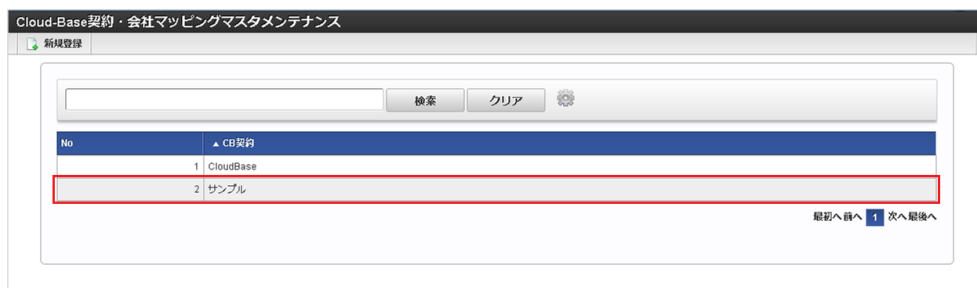 Cloud-Base契約・会社マッピングマスタメンテナンス
新規登録
検索 クリア
No ▲ CB契約
1 CloudBase
2 サンプル
最初へ 前へ 1 次へ 最後へ